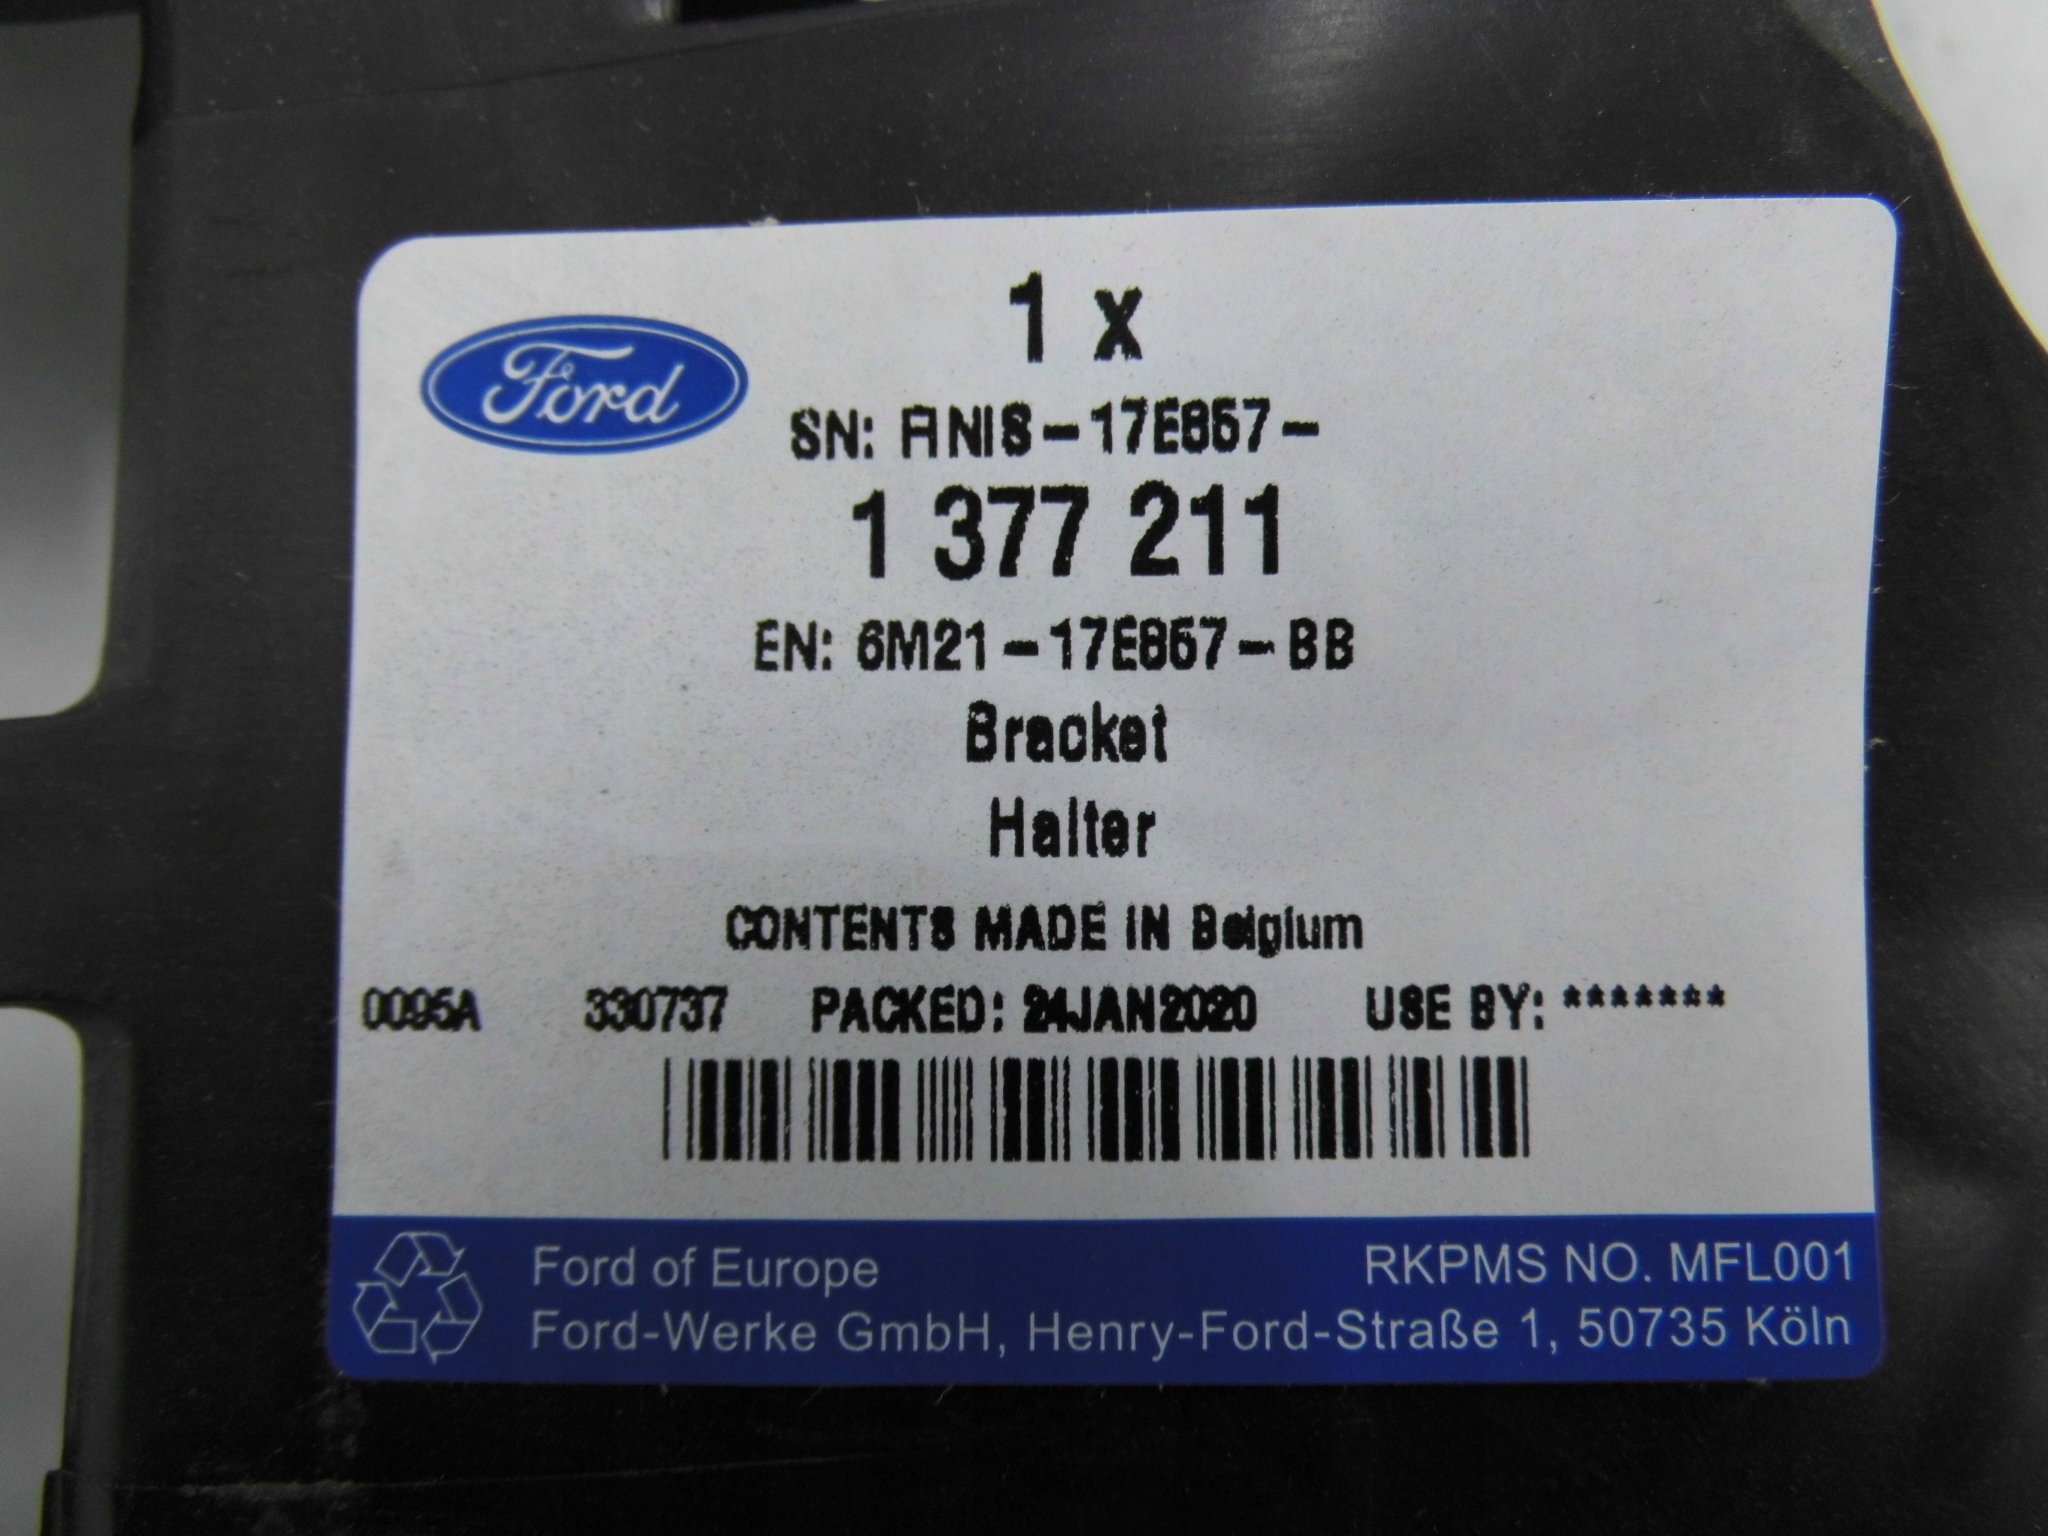 1 x
Ford
SN: FINIS-17E857-
1 377 211
EN: 6M21-17E857-BB
Bracket
Halter
CONTENTS MADE IN Belgium
0095A 330737 PACKED: 24JAN2020 USE BY: *******
Ford of Europe RKPMS NO. MFL001
Ford-Werke GmbH, Henry-Ford-Straße 1, 50735 Köln